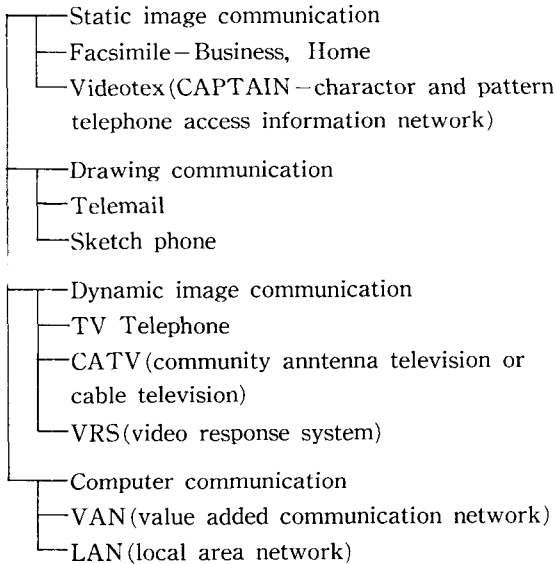 Static image communication
Facsimile－Business, Home
Videotex(CAPTAIN－charactor and pattern
telephone access information network)
Drawing communication
Telemail
Sketch phone
Dynamic image communication
TV Telephone
CATV(community anntenna television or
cable television)
VRS(video response system)
Computer communication
VAN(value added communication network)
LAN(local area network)